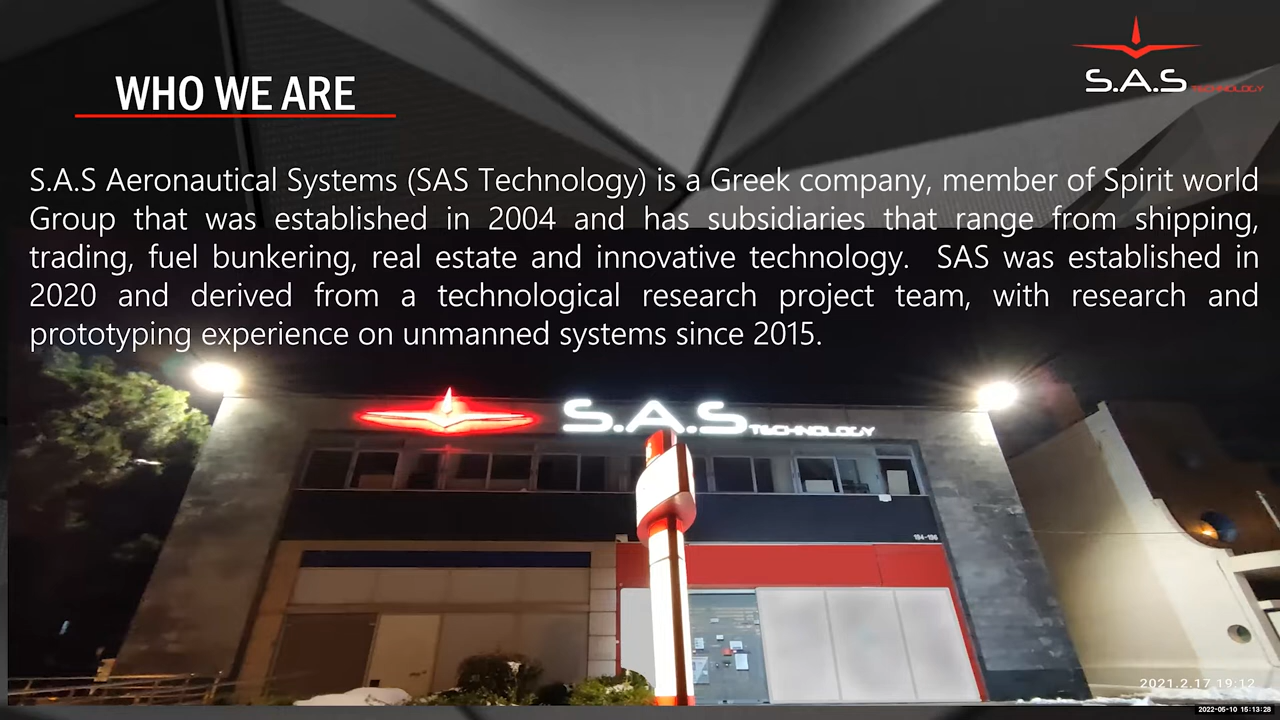 S.A.S TECHNOLOGY
WHO WE ARE
S.A.S Aeronautical Systems (SAS Technology) is a Greek company, member of Spirit world
Group that was established in 2004 and has subsidiaries that range from shipping,
trading, fuel bunkering, real estate and innovative technology. SAS was established in
2020 and derived from a technological research project team, with research and
prototyping experience on unmanned systems since 2015.
S.A.S TECHNOLOGY
194-196
2021.2.17 19:12
2022-05-10 15:13:28